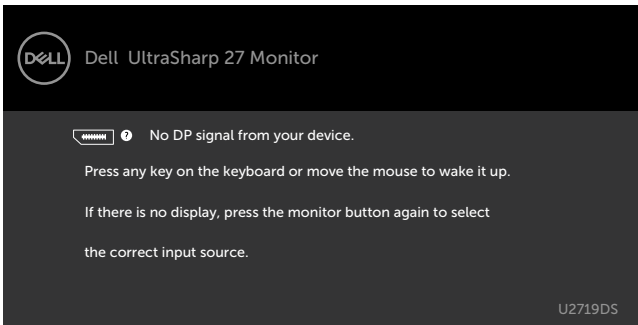 DELL Dell UltraSharp 27 Monitor
? No DP signal from your device.
Press any key on the keyboard or move the mouse to wake it up.
If there is no display, press the monitor button again to select
the correct input source.
U2719DS